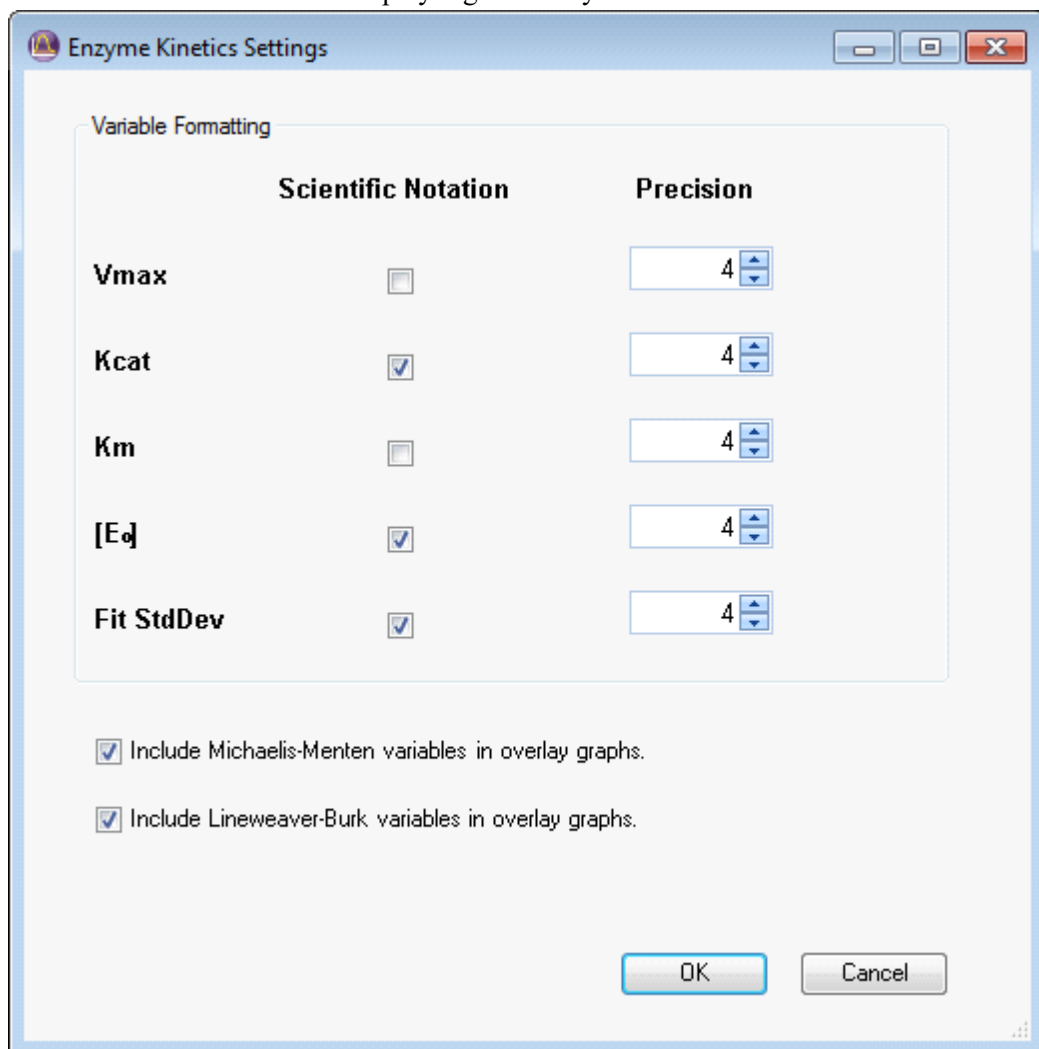 Enzyme Kinetics Settings
Variable Formatting
Scientific Notation Precision
Vmax 4
Kcat 4
Km 4
[E₀] 4
Fit StdDev 4
Include Michaelis-Menten variables in overlay graphs.
Include Lineweaver-Burk variables in overlay graphs.
OK Cancel